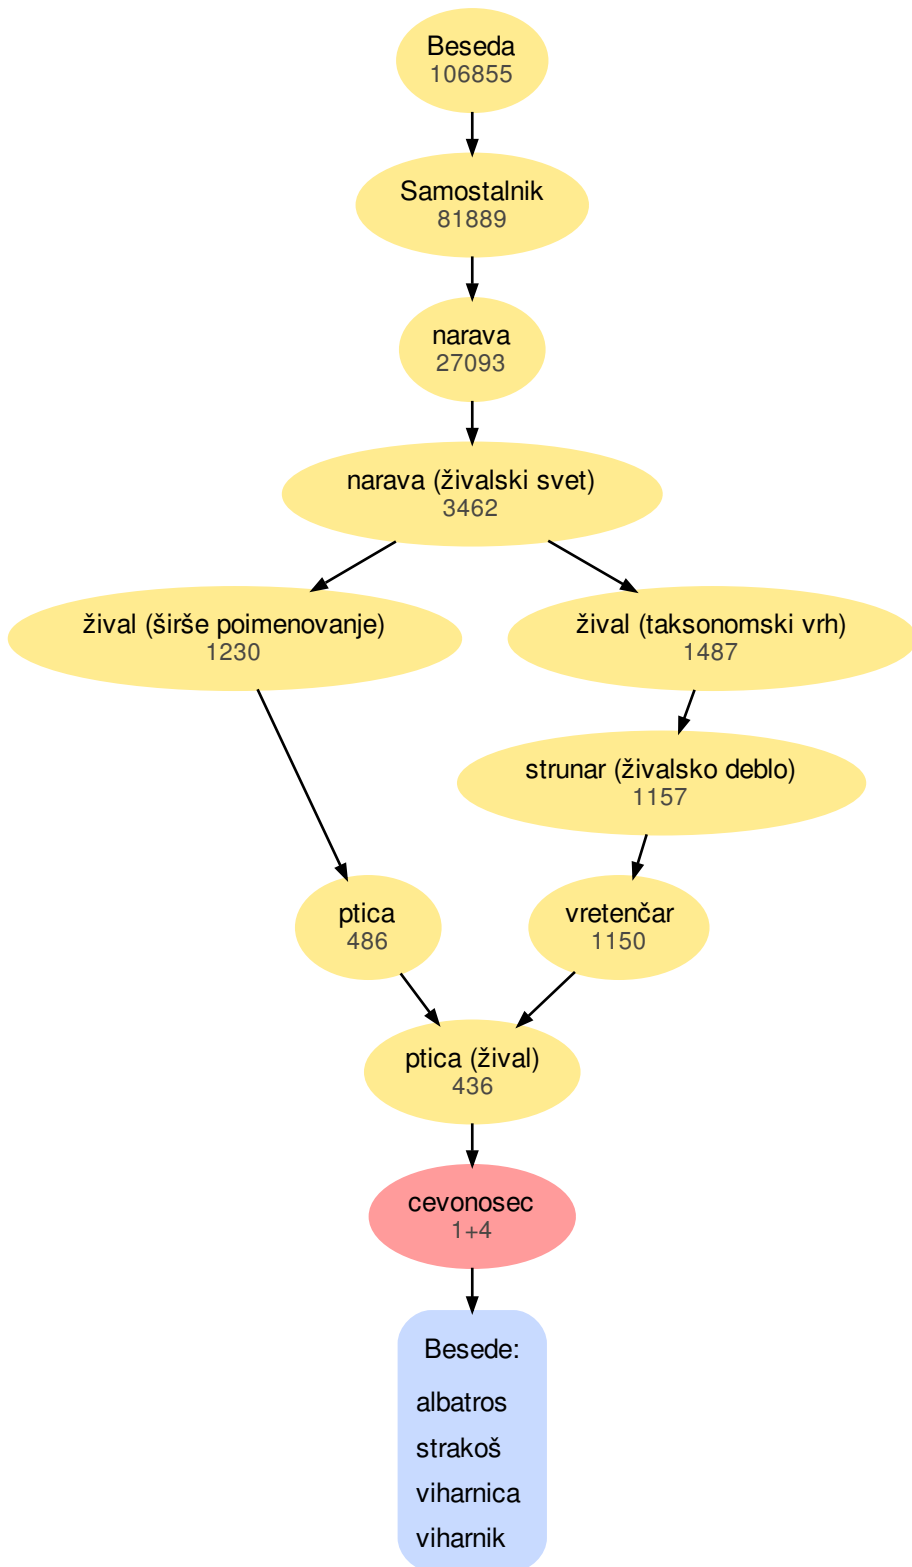 Beseda
106855
Samostalnik
81889
narava
27093
narava (živalski svet)
3462
žival (širše poimenovanje)
1230
žival (taksonomski vrh)
1487
strunar (živalsko deblo)
1157
ptica
486
vretenčar
1150
ptica (žival)
436
cevonosec
1+4
Besede:
albatros
strakoš
viharnica
viharnik